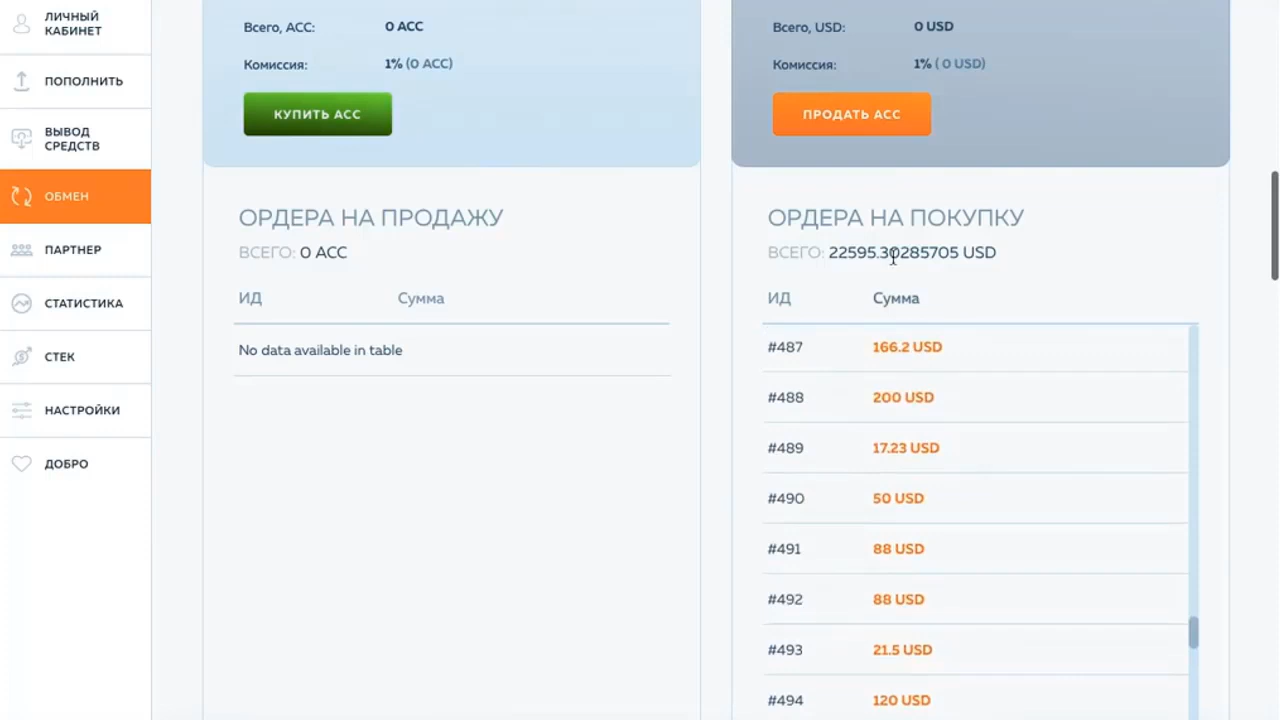 ЛИЧНЫЙ
КАБИНЕТ
ПОПОЛНИТЬ
ВЫВОД
СРЕДСТВ
ОБМЕН
ПАРТНЕР
СТАТИСТИКА
СТЕК
НАСТРОЙКИ
ДОБРО
Всего, ACC: 0 ACC
Комиссия: 1% (0 ACC)
КУПИТЬ ACC
ОРДЕРА НА ПРОДАЖУ
ВСЕГО: 0 ACC
ИД Сумма
No data available in table
Всего, USD: 0 USD
Комиссия: 1% ( 0 USD)
ПРОДАТЬ ACC
ОРДЕРА НА ПОКУПКУ
ВСЕГО: 22595.30285705 USD
ИД Сумма
#487 166.2 USD
#488 200 USD
#489 17.23 USD
#490 50 USD
#491 88 USD
#492 88 USD
#493 21.5 USD
#494 120 USD